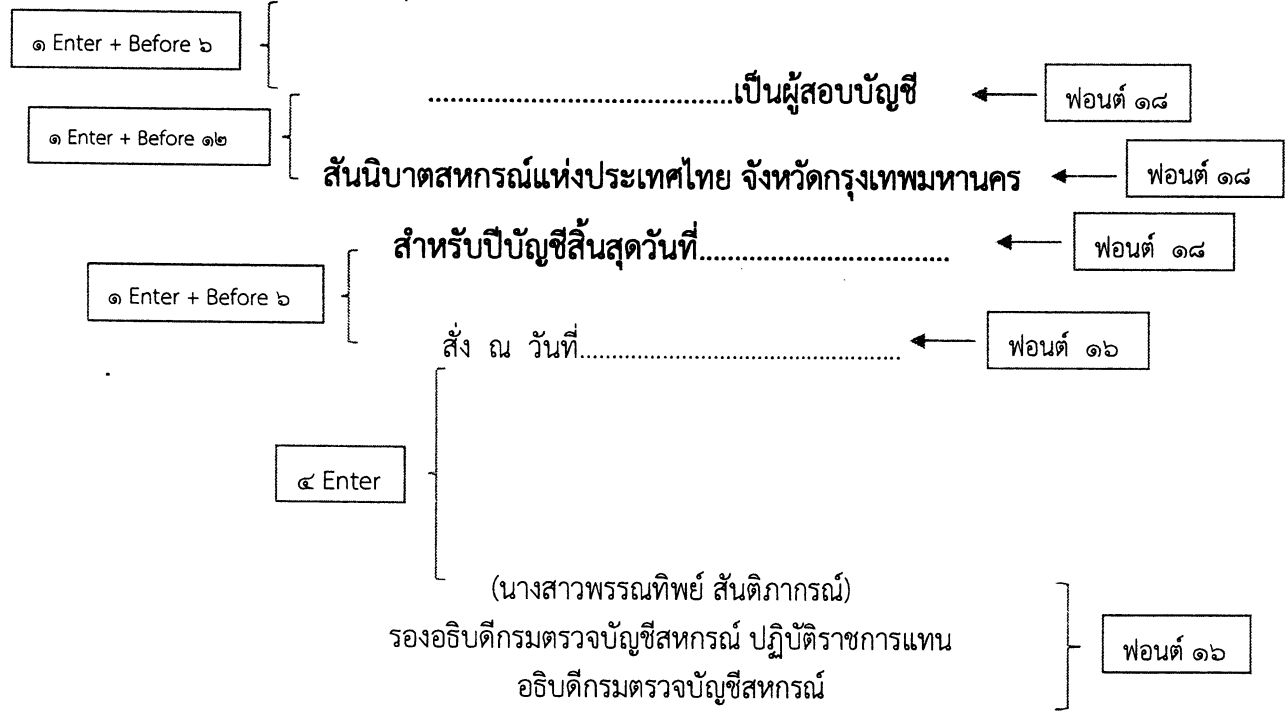 ๑ Enter + Before ๖
......................................เป็นผู้สอบบัญชี
ฟอนต์ ๑๘
๑ Enter + Before ๑๒
สันนิบาตสหกรณ์แห่งประเทศไทย จังหวัดกรุงเทพมหานคร
ฟอนต์ ๑๘
สำหรับปีบัญชีสิ้นสุดวันที่................................
ฟอนต์ ๑๘
๑ Enter + Before ๖
สั่ง ณ วันที่..............................................
ฟอนต์ ๑๖
๔ Enter
(นางสาวพรรณทิพย์ สันติภากรณ์)
รองอธิบดีกรมตรวจบัญชีสหกรณ์ ปฏิบัติราชการแทน
ฟอนต์ ๑๖
อธิบดีกรมตรวจบัญชีสหกรณ์